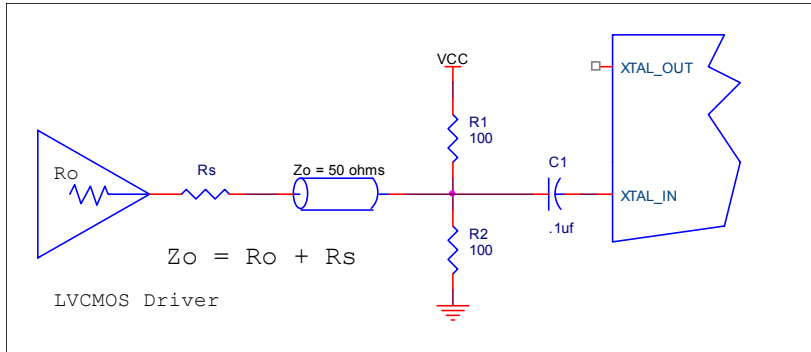 VCC
XTAL_OUT
R1
100
C1
Ro
Rs
Zo = 50 ohms
XTAL_IN
.1uf
R2
100
Zo = Ro + Rs
LVCMOS Driver